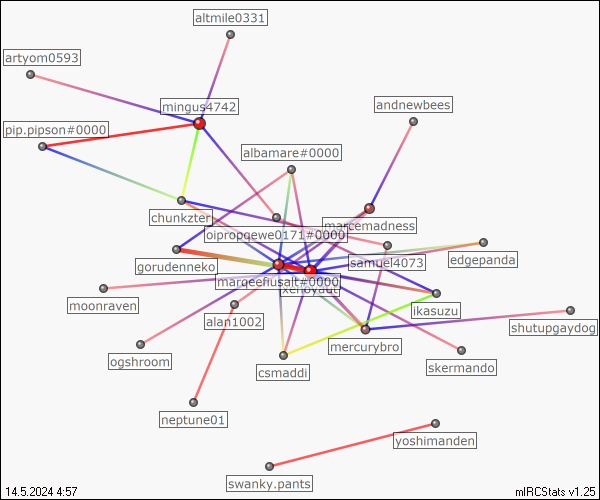 altmile0331
artyom0593
mingus4742
andnewbees
pip.pipson#0000
albamare#0000
chunkzter
marcemadness
oipropqewe0171#0000
edgepanda
samuel4073
gorudenneko
marqeefiusalt#0000
moonraven
ikasuzu
alan1002
shutupgaydog
mercurybro
ogshroom
csmaddi
skermando
neptune01
yoshimanden
swanky.pants
14.5.2024 4:57
mIRCStats v1.25